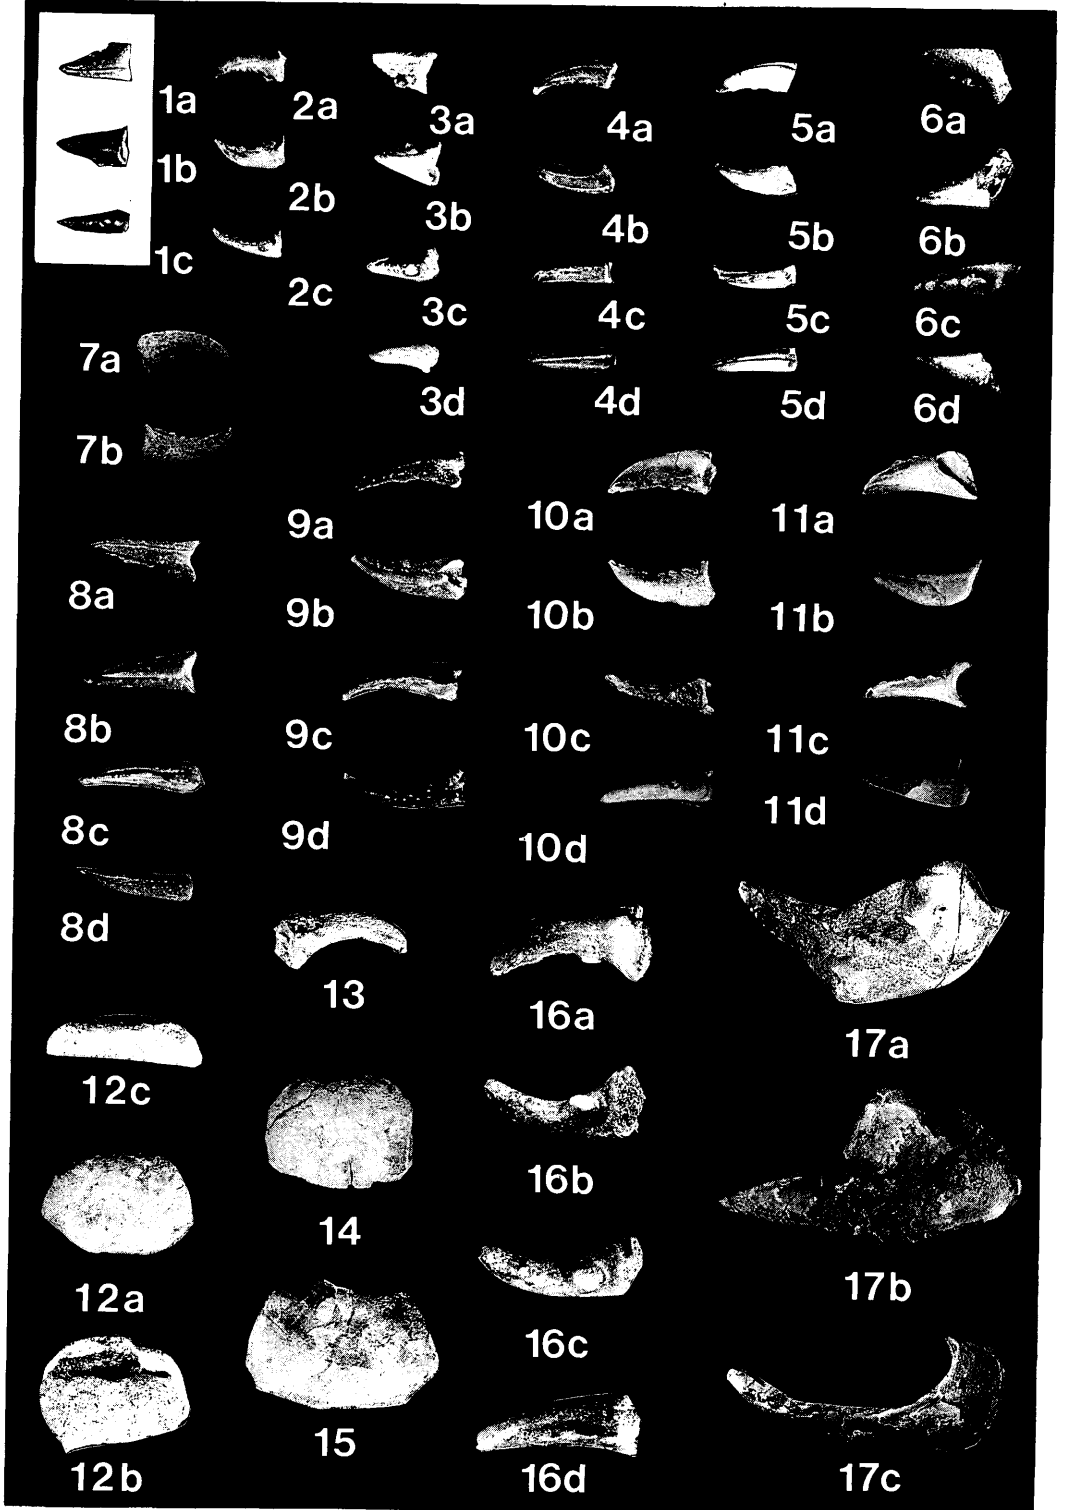 1a 2a 3a 4a 5a 6a
1b 2b 3b 4b 5b 6b
1c 2c 3c 4c 5c 6c
7a 3d 4d 5d 6d
7b
9a 10a 11a
8a 9b 10b 11b
8b 9c 10c 11c
8c 9d 10d 11d
8d
13 16a 17a
12c
14 16b
12a 17b
15 16c
12b 16d 17c